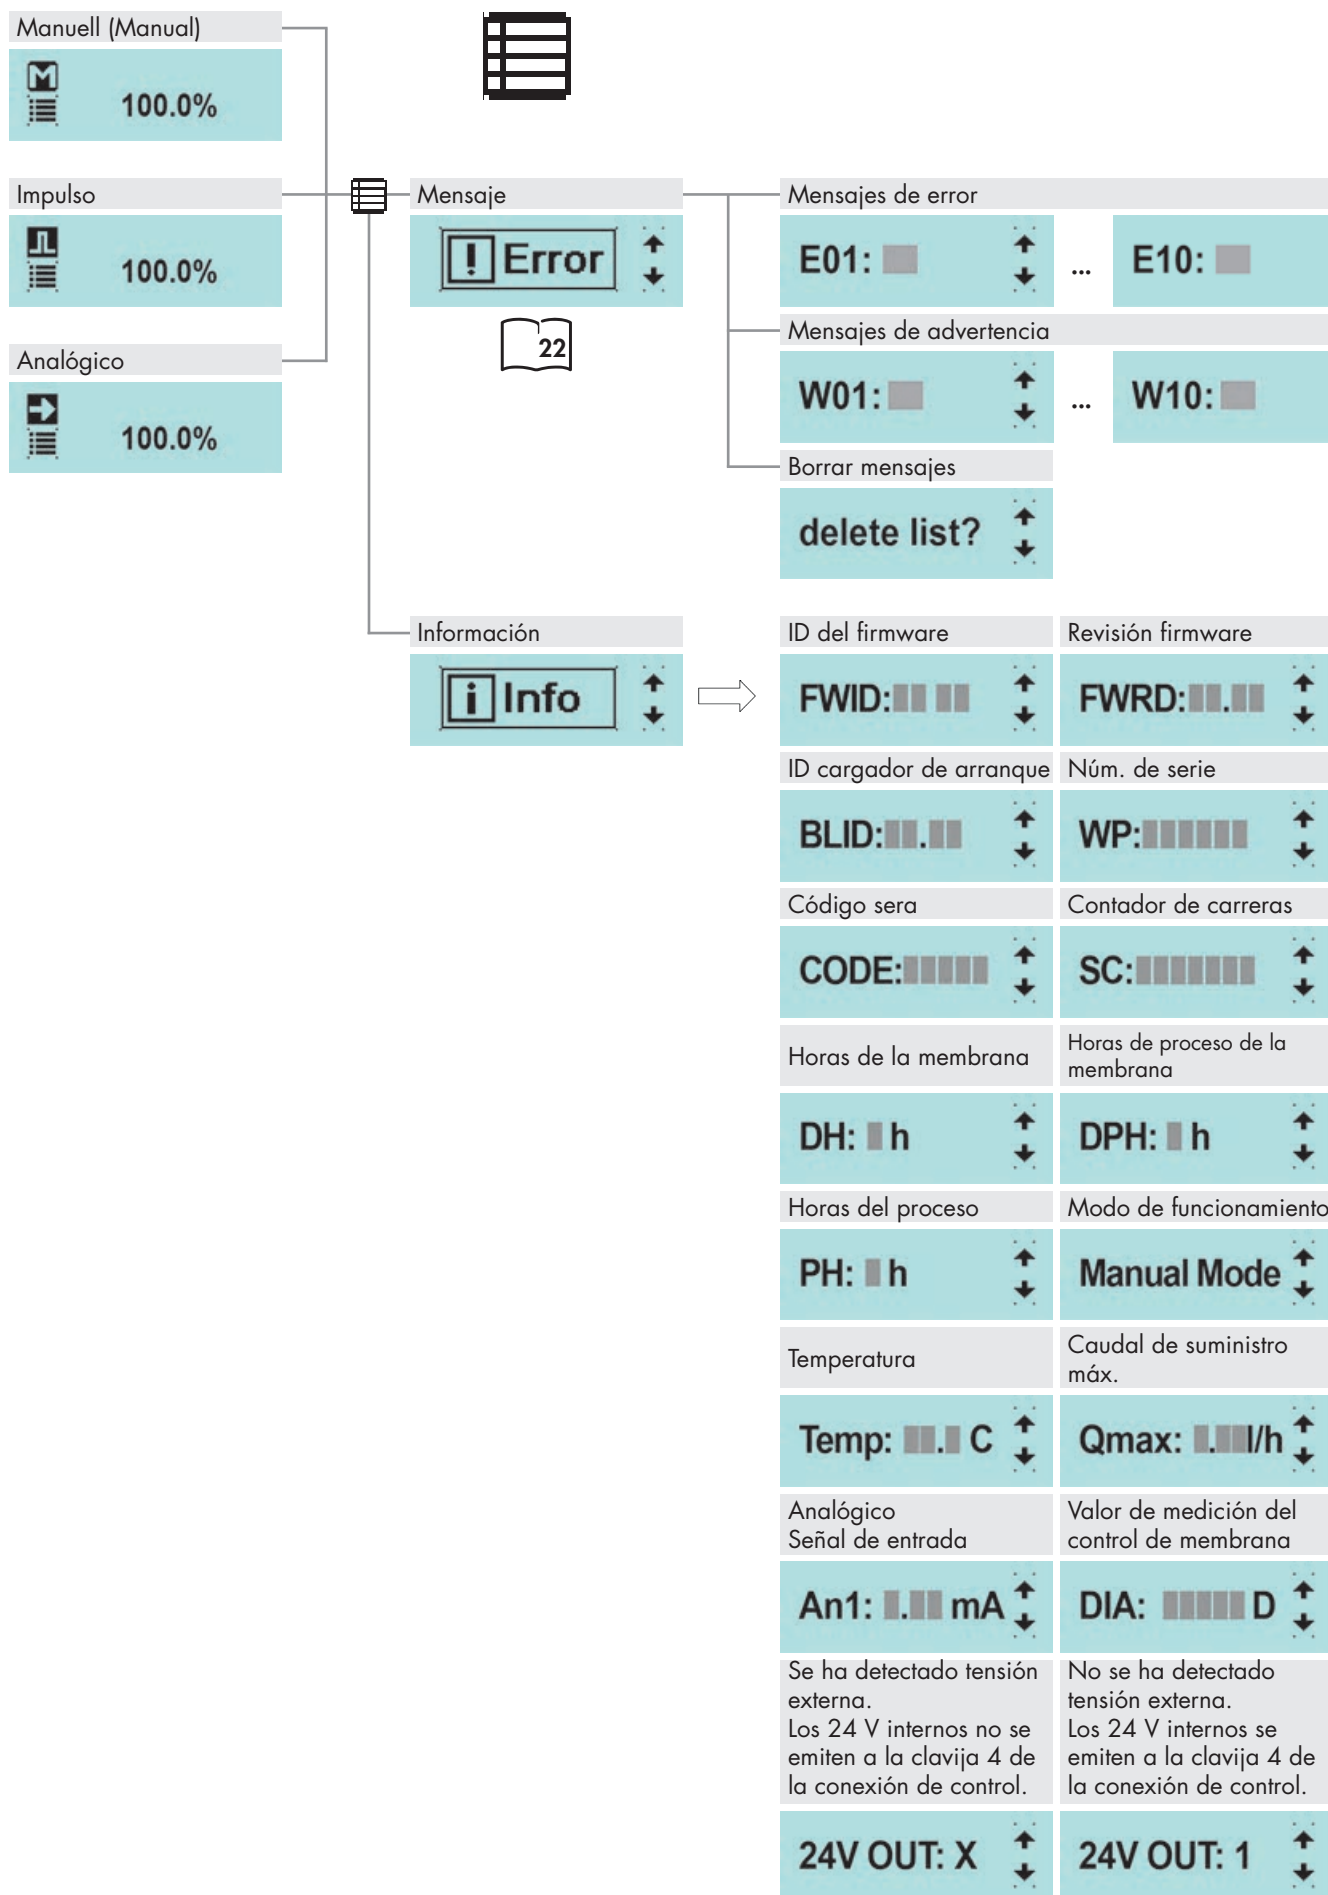 Manuell (Manual)
M
100.0%
Impulso
100.0%
Analógico
100.0%
Mensaje
! Error
22
Mensajes de error
E01:
...
E10:
Mensajes de advertencia
W01:
...
W10:
Borrar mensajes
delete list?
Información
i Info
ID del firmware
Revisión firmware
FWID:
FWRD: .
ID cargador de arranque
Núm. de serie
BLID: .
WP:
Código sera
Contador de carreras
CODE:
SC:
Horas de la membrana
Horas de proceso de la
membrana
DH: h
DPH: h
Horas del proceso
Modo de funcionamiento
PH: h
Manual Mode
Temperatura
Caudal de suministro
máx.
Temp: . C
Qmax: . l/h
Analógico
Señal de entrada
Valor de medición del
control de membrana
An1: . mA
DIA: D
Se ha detectado tensión
externa.
Los 24 V internos no se
emiten a la clavija 4 de
la conexión de control.
No se ha detectado
tensión externa.
Los 24 V internos se
emiten a la clavija 4 de
la conexión de control.
24V OUT: X
24V OUT: 1